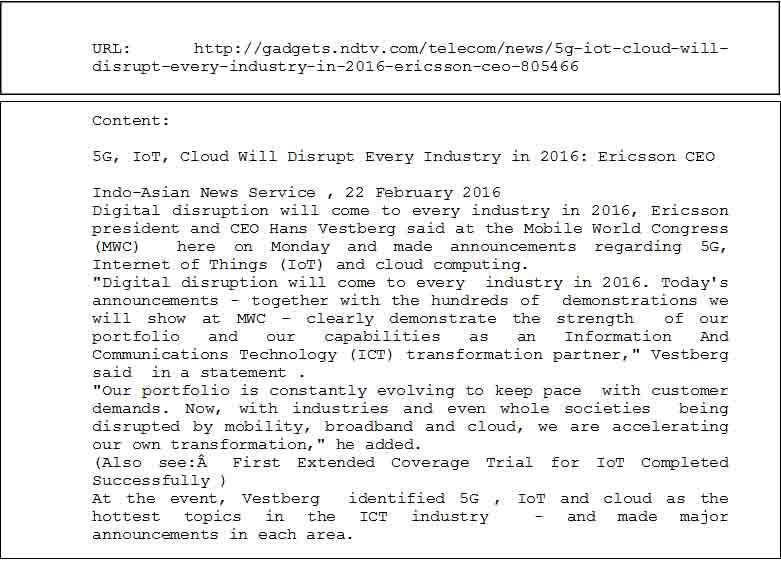 URL: http://gadgets.ndtv.com/telecom/news/5g-iot-cloud-will-
disrupt-every-industry-in-2016-ericsson-ceo-805466
Content:
5G, IoT, Cloud Will Disrupt Every Industry in 2016: Ericsson CEO
Indo-Asian News Service , 22 February 2016
Digital disruption will come to every industry in 2016, Ericsson
president and CEO Hans Vestberg said at the Mobile World Congress
(MWC) here on Monday and made announcements regarding 5G,
Internet of Things (IoT) and cloud computing.
"Digital disruption will come to every industry in 2016. Today's
announcements - together with the hundreds of demonstrations we
will show at MWC - clearly demonstrate the strength of our
portfolio and our capabilities as an Information And
Communications Technology (ICT) transformation partner," Vestberg
said in a statement .
"Our portfolio is constantly evolving to keep pace with customer
demands. Now, with industries and even whole societies being
disrupted by mobility, broadband and cloud, we are accelerating
our own transformation," he added.
(Also see:Â First Extended Coverage Trial for IoT Completed
Successfully )
At the event, Vestberg identified 5G , IoT and cloud as the
hottest topics in the ICT industry - and made major
announcements in each area.